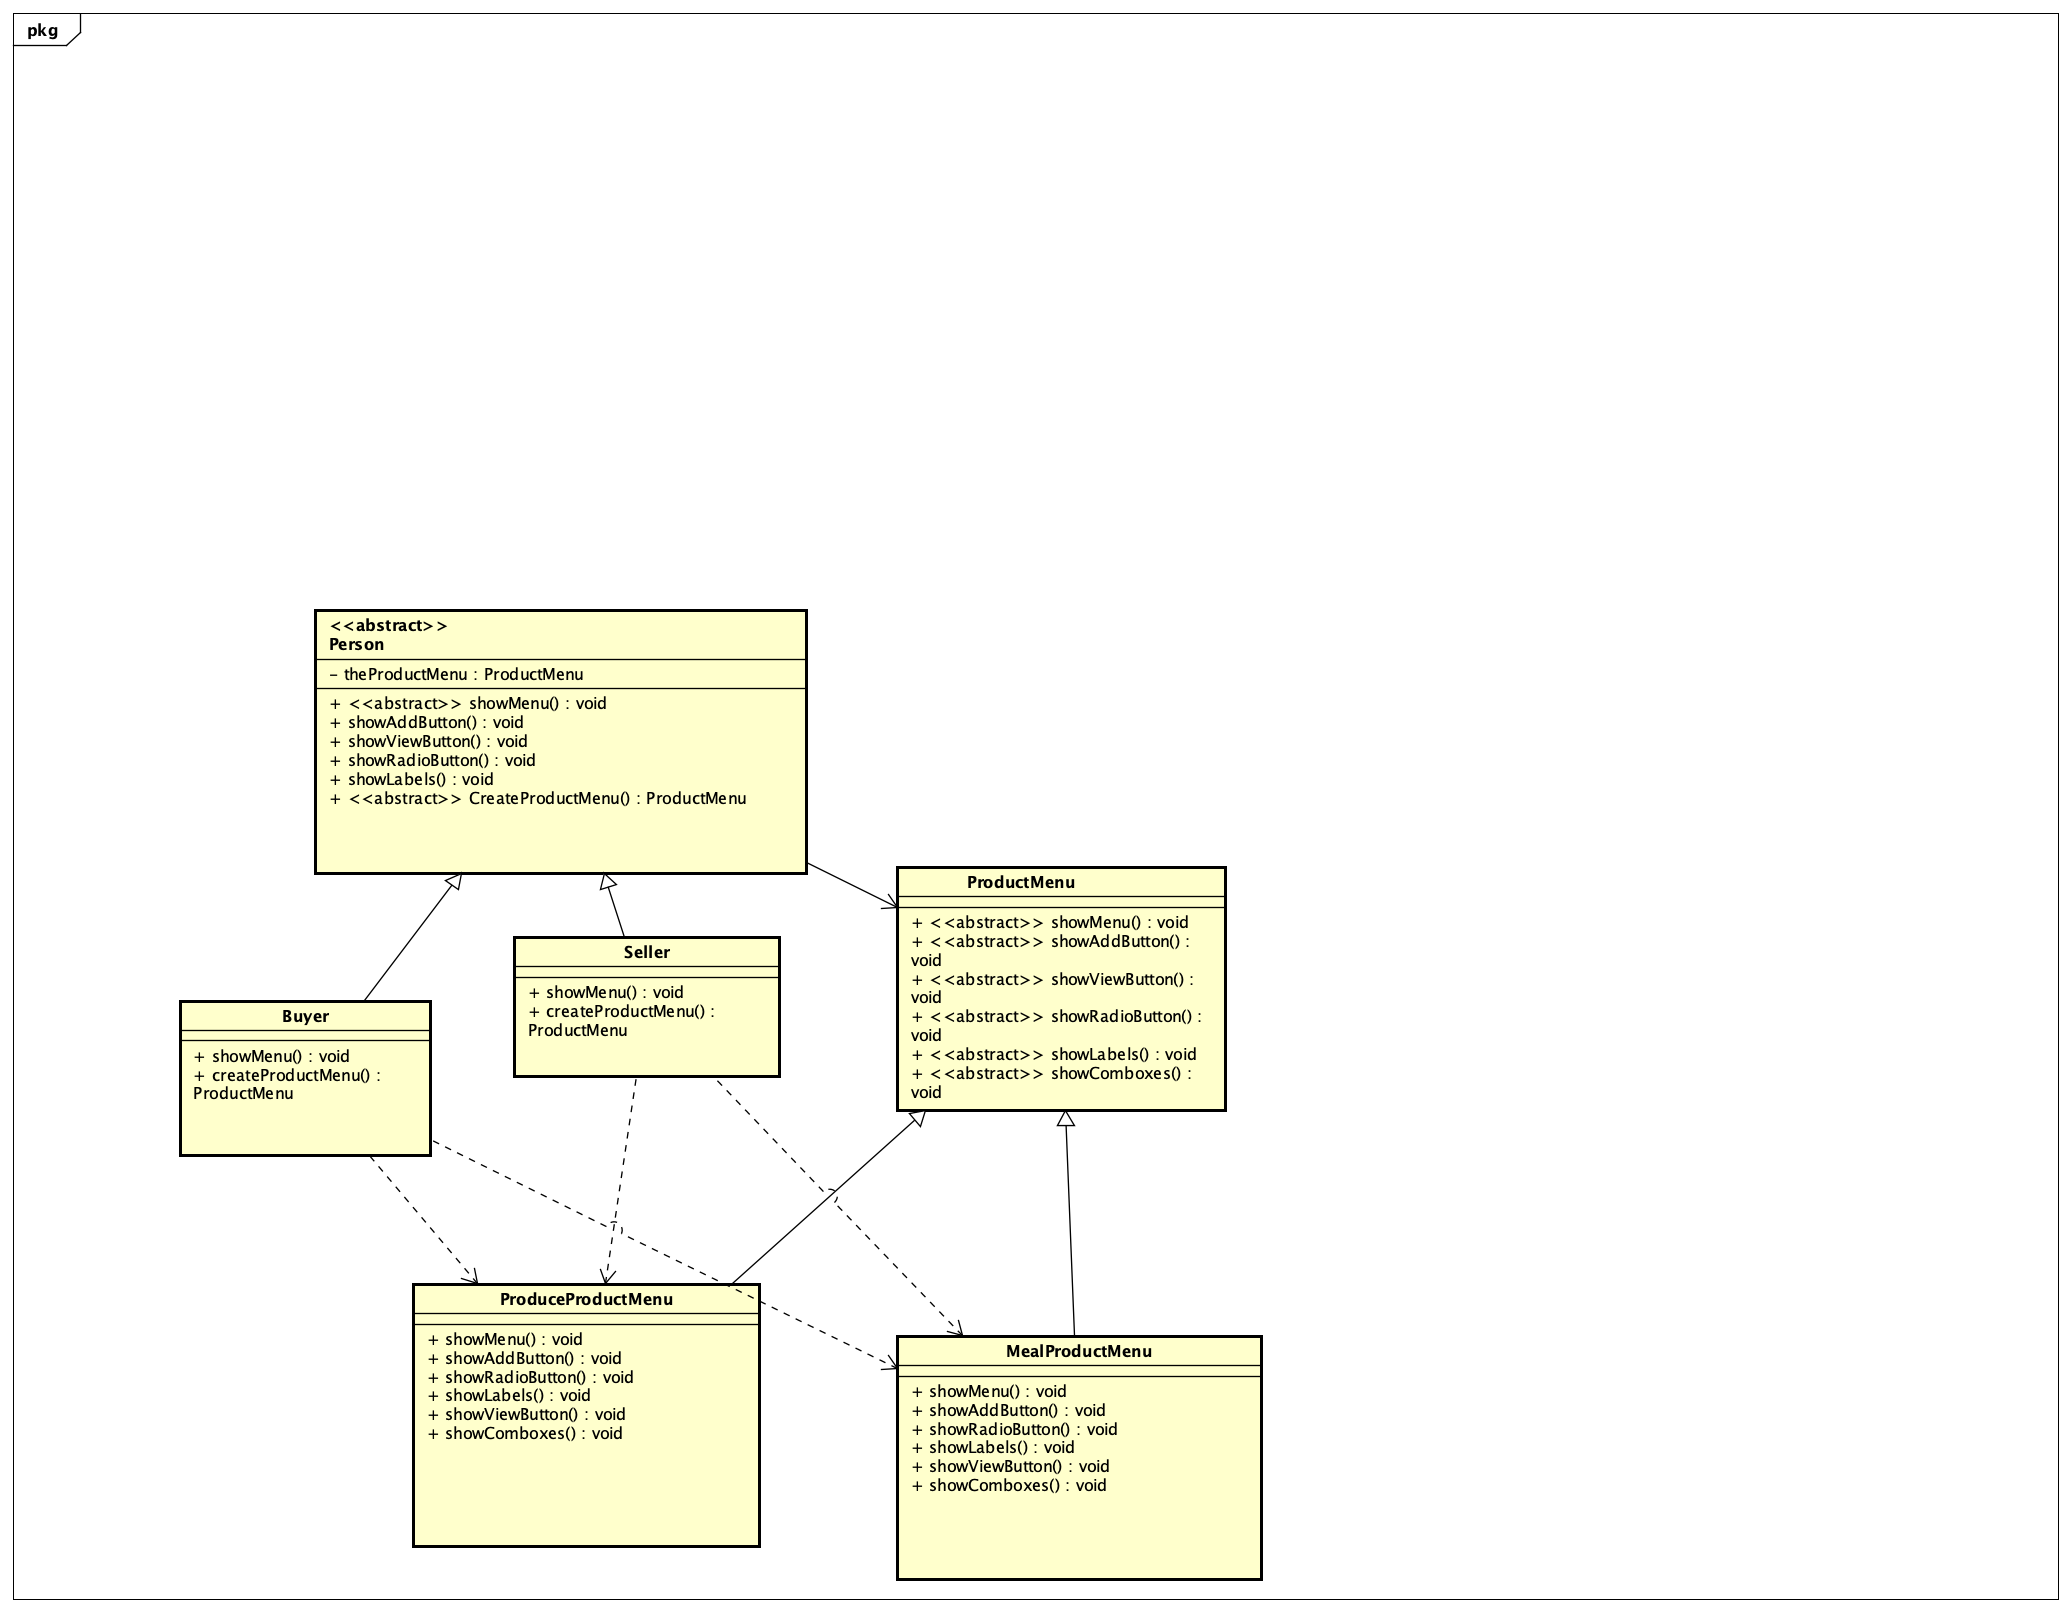 pkg
<<abstract>>
Person
- theProductMenu : ProductMenu
+ <<abstract>> showMenu() : void
+ showAddButton() : void
+ showViewButton() : void
+ showRadioButton() : void
+ showLabels() : void
+ <<abstract>> CreateProductMenu() : ProductMenu
ProductMenu
+ <<abstract>> showMenu() : void
+ <<abstract>> showAddButton() :
void
+ <<abstract>> showViewButton() :
void
+ <<abstract>> showRadioButton() :
void
+ <<abstract>> showLabels() : void
+ <<abstract>> showComboxes() :
void
Seller
+ showMenu() : void
+ createProductMenu() :
ProductMenu
Buyer
+ showMenu() : void
+ createProductMenu() :
ProductMenu
ProduceProductMenu
+ showMenu() : void
+ showAddButton() : void
+ showRadioButton() : void
+ showLabels() : void
+ showViewButton() : void
+ showComboxes() : void
MealProductMenu
+ showMenu() : void
+ showAddButton() : void
+ showRadioButton() : void
+ showLabels() : void
+ showViewButton() : void
+ showComboxes() : void